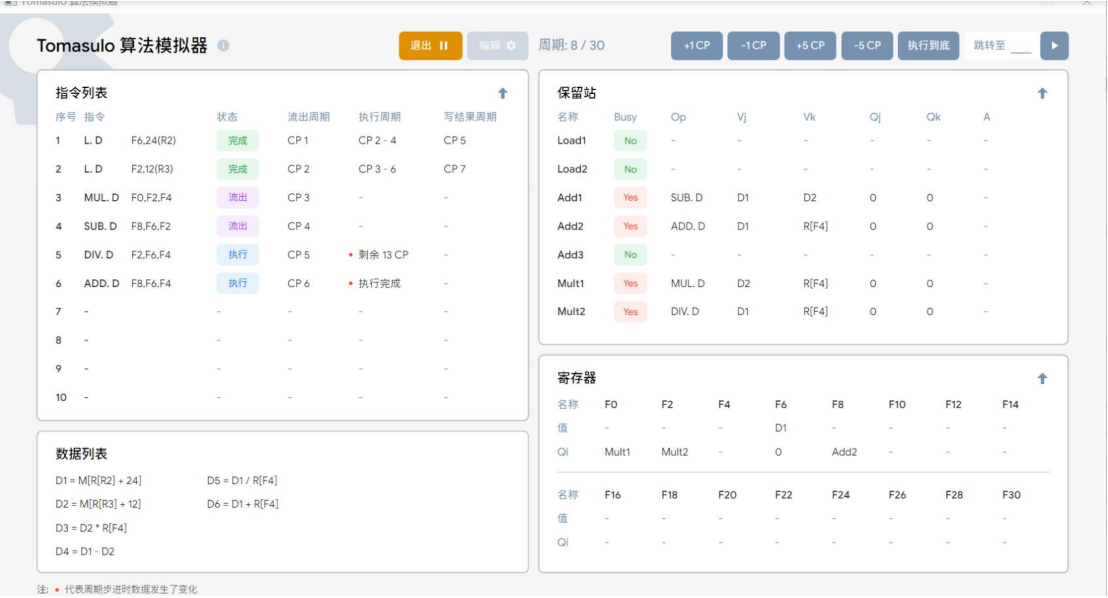 Tomasulo 算法模拟器
Tomasulo 算法模拟器
退出 编辑 周期: 8 / 30 +1 CP -1 CP +5 CP -5 CP 执行到底 跳转至 ___
指令列表
序号 指令 状态 流出周期 执行周期 写结果周期
1 L. D F6,24(R2) 完成 CP 1 CP 2 - 4 CP 5
2 L. D F2,12(R3) 完成 CP 2 CP 3 - 6 CP 7
3 MUL. D F0,F2,F4 流出 CP 3 - -
4 SUB. D F8,F6,F2 流出 CP 4 - -
5 DIV. D F2,F6,F4 执行 CP 5 • 剩余 13 CP -
6 ADD. D F8,F6,F4 执行 CP 6 • 执行完成 -
7 - - - - -
8 - - - - -
9 - - - - -
10 - - - - -
数据列表
D1 = M[R[R2] + 24] D5 = D1 / R[F4]
D2 = M[R[R3] + 12] D6 = D1 + R[F4]
D3 = D2 * R[F4]
D4 = D1 - D2
注: • 代表周期步进时数据发生了变化
保留站
名称 Busy Op Vj Vk Qj Qk A
Load1 No - - - - - -
Load2 No - - - - - -
Add1 Yes SUB. D D1 D2 0 0 -
Add2 Yes ADD. D D1 R[F4] 0 0 -
Add3 No - - - - - -
Mult1 Yes MUL. D D2 R[F4] 0 0 -
Mult2 Yes DIV. D D1 R[F4] 0 0 -
寄存器
名称 F0 F2 F4 F6 F8 F10 F12 F14
值 - - - D1 - - - -
Qi Mult1 Mult2 - 0 Add2 - - -
名称 F16 F18 F20 F22 F24 F26 F28 F30
值 - - - - - - - -
Qi - - - - - - - -